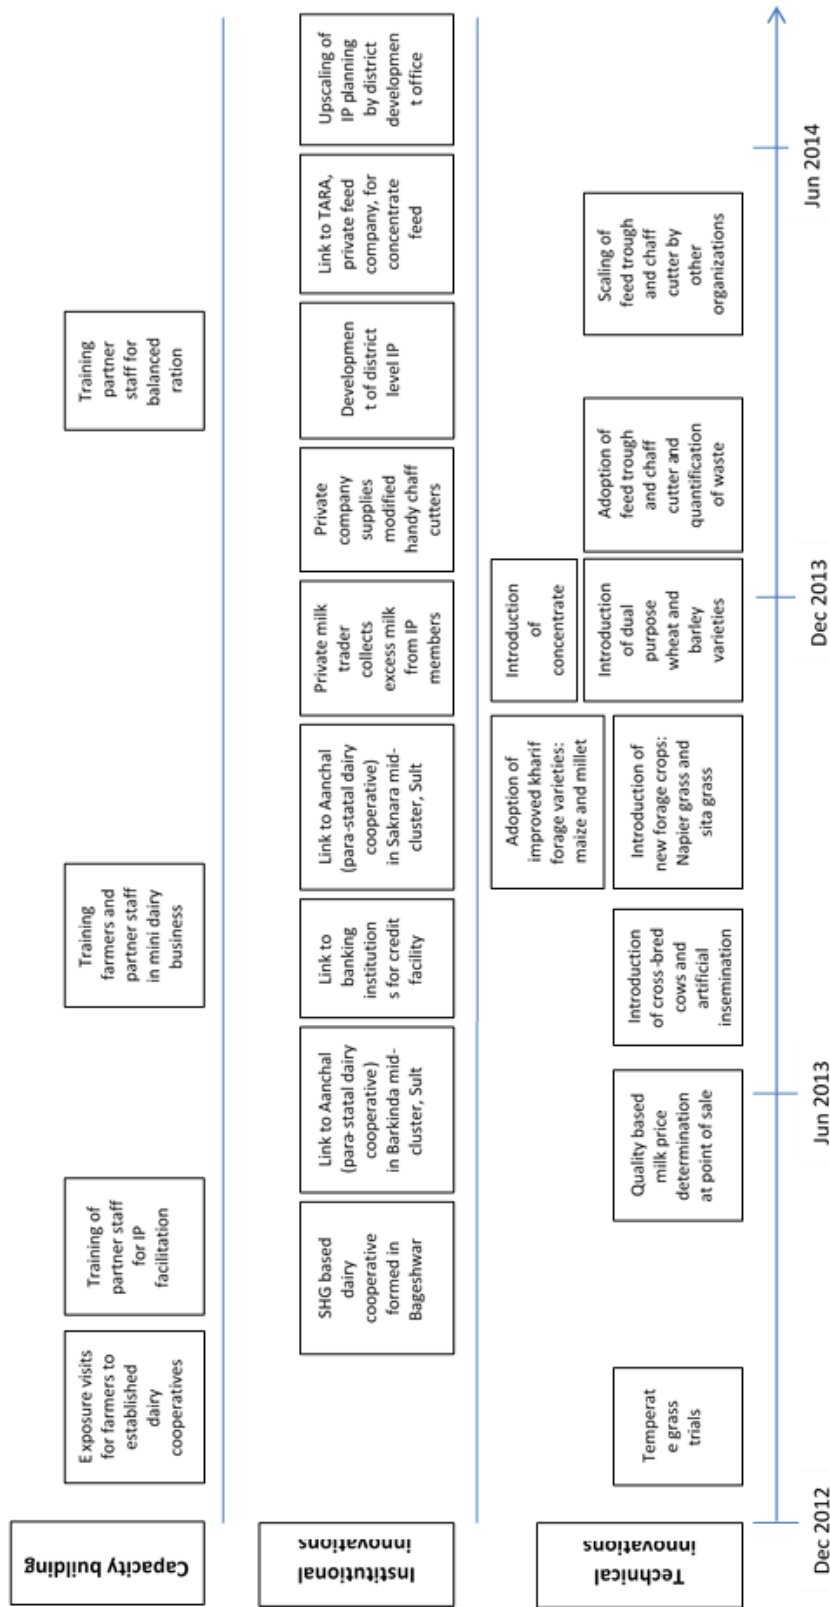 Capacity building
Exposure visits
for farmers to
established
dairy
cooperatives
Training of
partner staff
for IP
facilitation
Training
farmers and
partner staff
in mini dairy
business
Training
partner
staff for
balanced
ration
Institutional
innovations
SHG based
dairy
cooperative
formed in
Bageshwar
Link to Aanchal
(para-statal dairy
cooperative)
in Barkinda mid-
cluster, Sult
Link to
banking
institution
s for credit
facility
Link to Aanchal
(para-statal dairy
cooperative)
in Saknara mid-
cluster, Sult
Private milk
trader
collects
excess milk
from IP
members
Private
company
supplies
modified
handy chaff
cutters
Developmen
t of district
level IP
Link to TARA,
private feed
company, for
concentrate
feed
Upscaling of
IP planning
by district
developmen
t office
Technical
innovations
Temperat
e grass
trials
Quality based
milk price
determination
at point of sale
Introduction
of cross-bred
cows and
artificial
insemination
Adoption of
improved kharif
forage varieties:
maize and millet
Introduction of
new forage crops:
Napier grass and
sita grass
Introduction
of
concentrate
Introduction
of dual
purpose
wheat and
barley
varieties
Adoption of
feed trough
and chaff
cutter and
quantification
of waste
Scaling of
feed trough
and chaff
cutter by
other
organizations
Dec 2012
Jun 2013
Dec 2013
Jun 2014